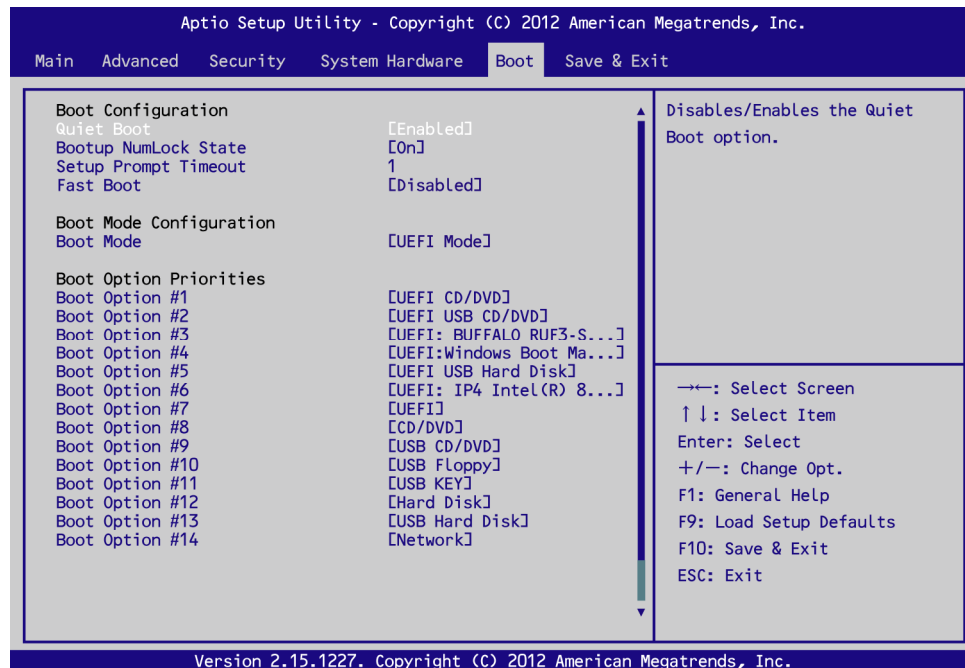 Aptio Setup Utility - Copyright (C) 2012 American Megatrends, Inc.
Main Advanced Security System Hardware Boot Save & Exit
Boot Configuration
Quiet Boot [Enabled]
Bootup NumLock State [On]
Setup Prompt Timeout 1
Fast Boot [Disabled]
Boot Mode Configuration
Boot Mode [UEFI Mode]
Boot Option Priorities
Boot Option #1 [UEFI CD/DVD]
Boot Option #2 [UEFI USB CD/DVD]
Boot Option #3 [UEFI: BUFFALO RUF3-S...]
Boot Option #4 [UEFI:Windows Boot Ma...]
Boot Option #5 [UEFI USB Hard Disk]
Boot Option #6 [UEFI: IP4 Intel(R) 8...]
Boot Option #7 [UEFI]
Boot Option #8 [CD/DVD]
Boot Option #9 [USB CD/DVD]
Boot Option #10 [USB Floppy]
Boot Option #11 [USB KEY]
Boot Option #12 [Hard Disk]
Boot Option #13 [USB Hard Disk]
Boot Option #14 [Network]
Disables/Enables the Quiet
Boot option.
→←: Select Screen
↑↓: Select Item
Enter: Select
+/−: Change Opt.
F1: General Help
F9: Load Setup Defaults
F10: Save & Exit
ESC: Exit
Version 2.15.1227. Copyright (C) 2012 American Megatrends, Inc.